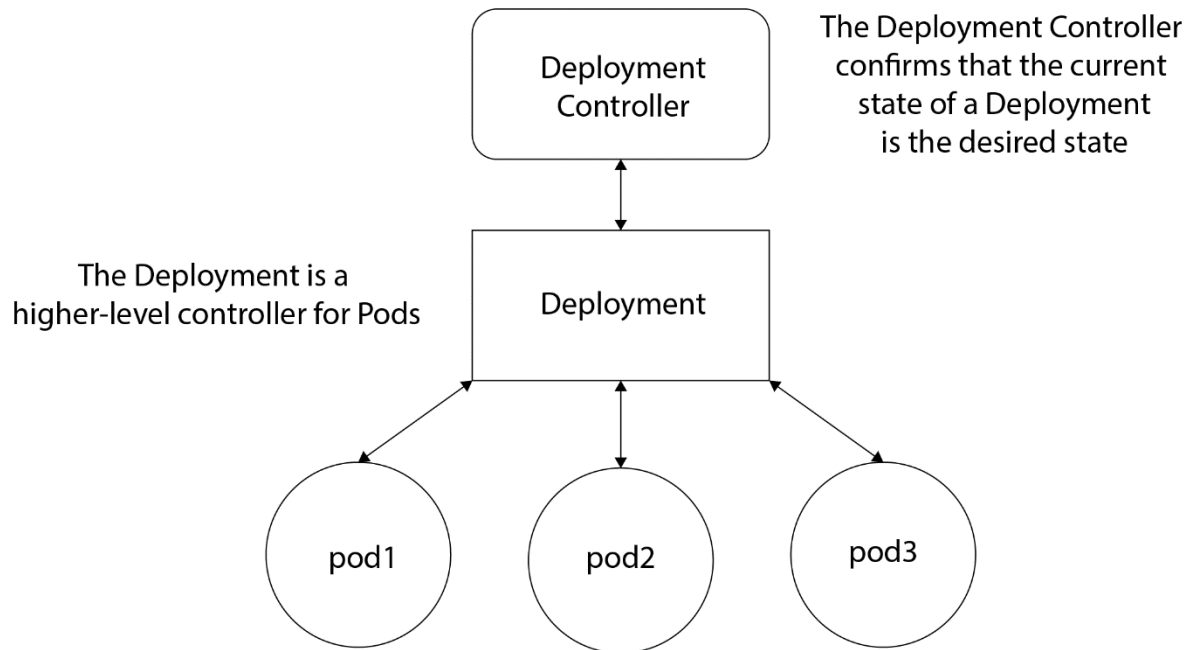 Deployment
Controller
The Deployment Controller
confirms that the current
state of a Deployment
is the desired state
The Deployment is a
higher-level controller for Pods
Deployment
pod1
pod2
pod3